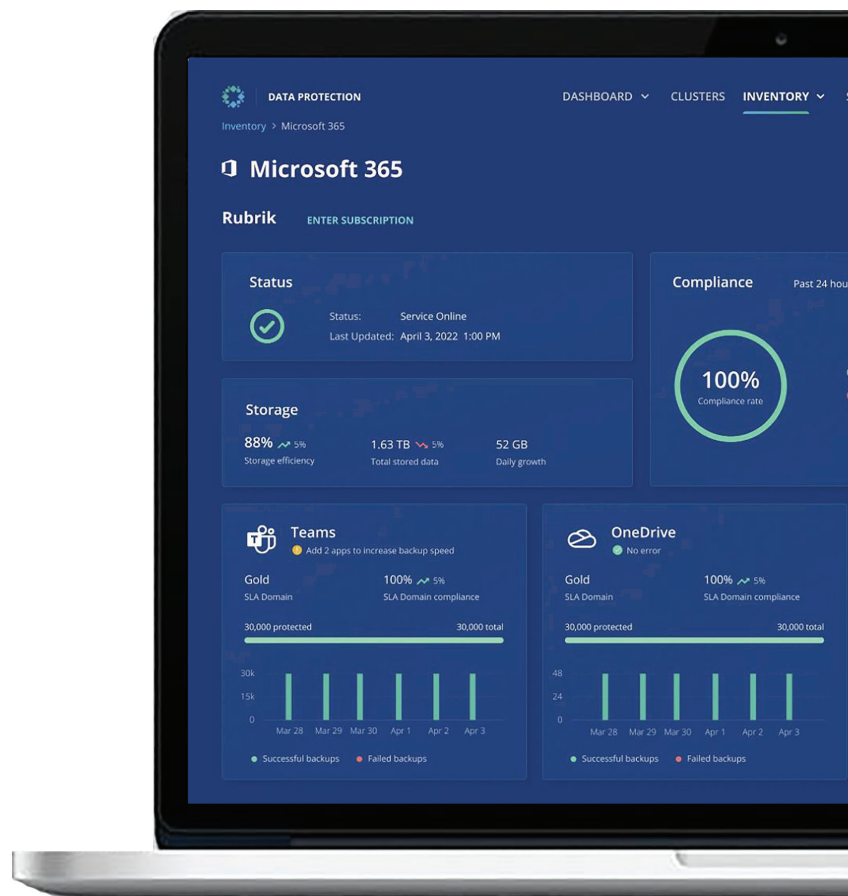 DATA PROTECTION
DASHBOARD CLUSTERS INVENTORY
Inventory > Microsoft 365
Microsoft 365
Rubrik ENTER SUBSCRIPTION
Status
Status: Service Online
Last Updated: April 3, 2022 1:00 PM
Compliance Past 24
100%
Compliance rate
Storage
88% 5% 1.63 TB 5% 52 GB
Storage efficiency Total stored data Daily growth
Teams
Add 2 apps to increase backup speed
Gold 100% 5%
SLA Domain SLA Domain compliance
30,000 protected 30,000 total
30k
15k
0
Mar 28 Mar 29 Mar 30 Apr 1 Apr 2 Apr 3
Successful backups Failed backups
OneDrive
No error
Gold 100% 5%
SLA Domain SLA Domain compliance
30,000 protected 30,000 total
48
24
0
Mar 28 Mar 29 Mar 30 Apr 1 Apr 2 Apr 3
Successful backups Failed backups